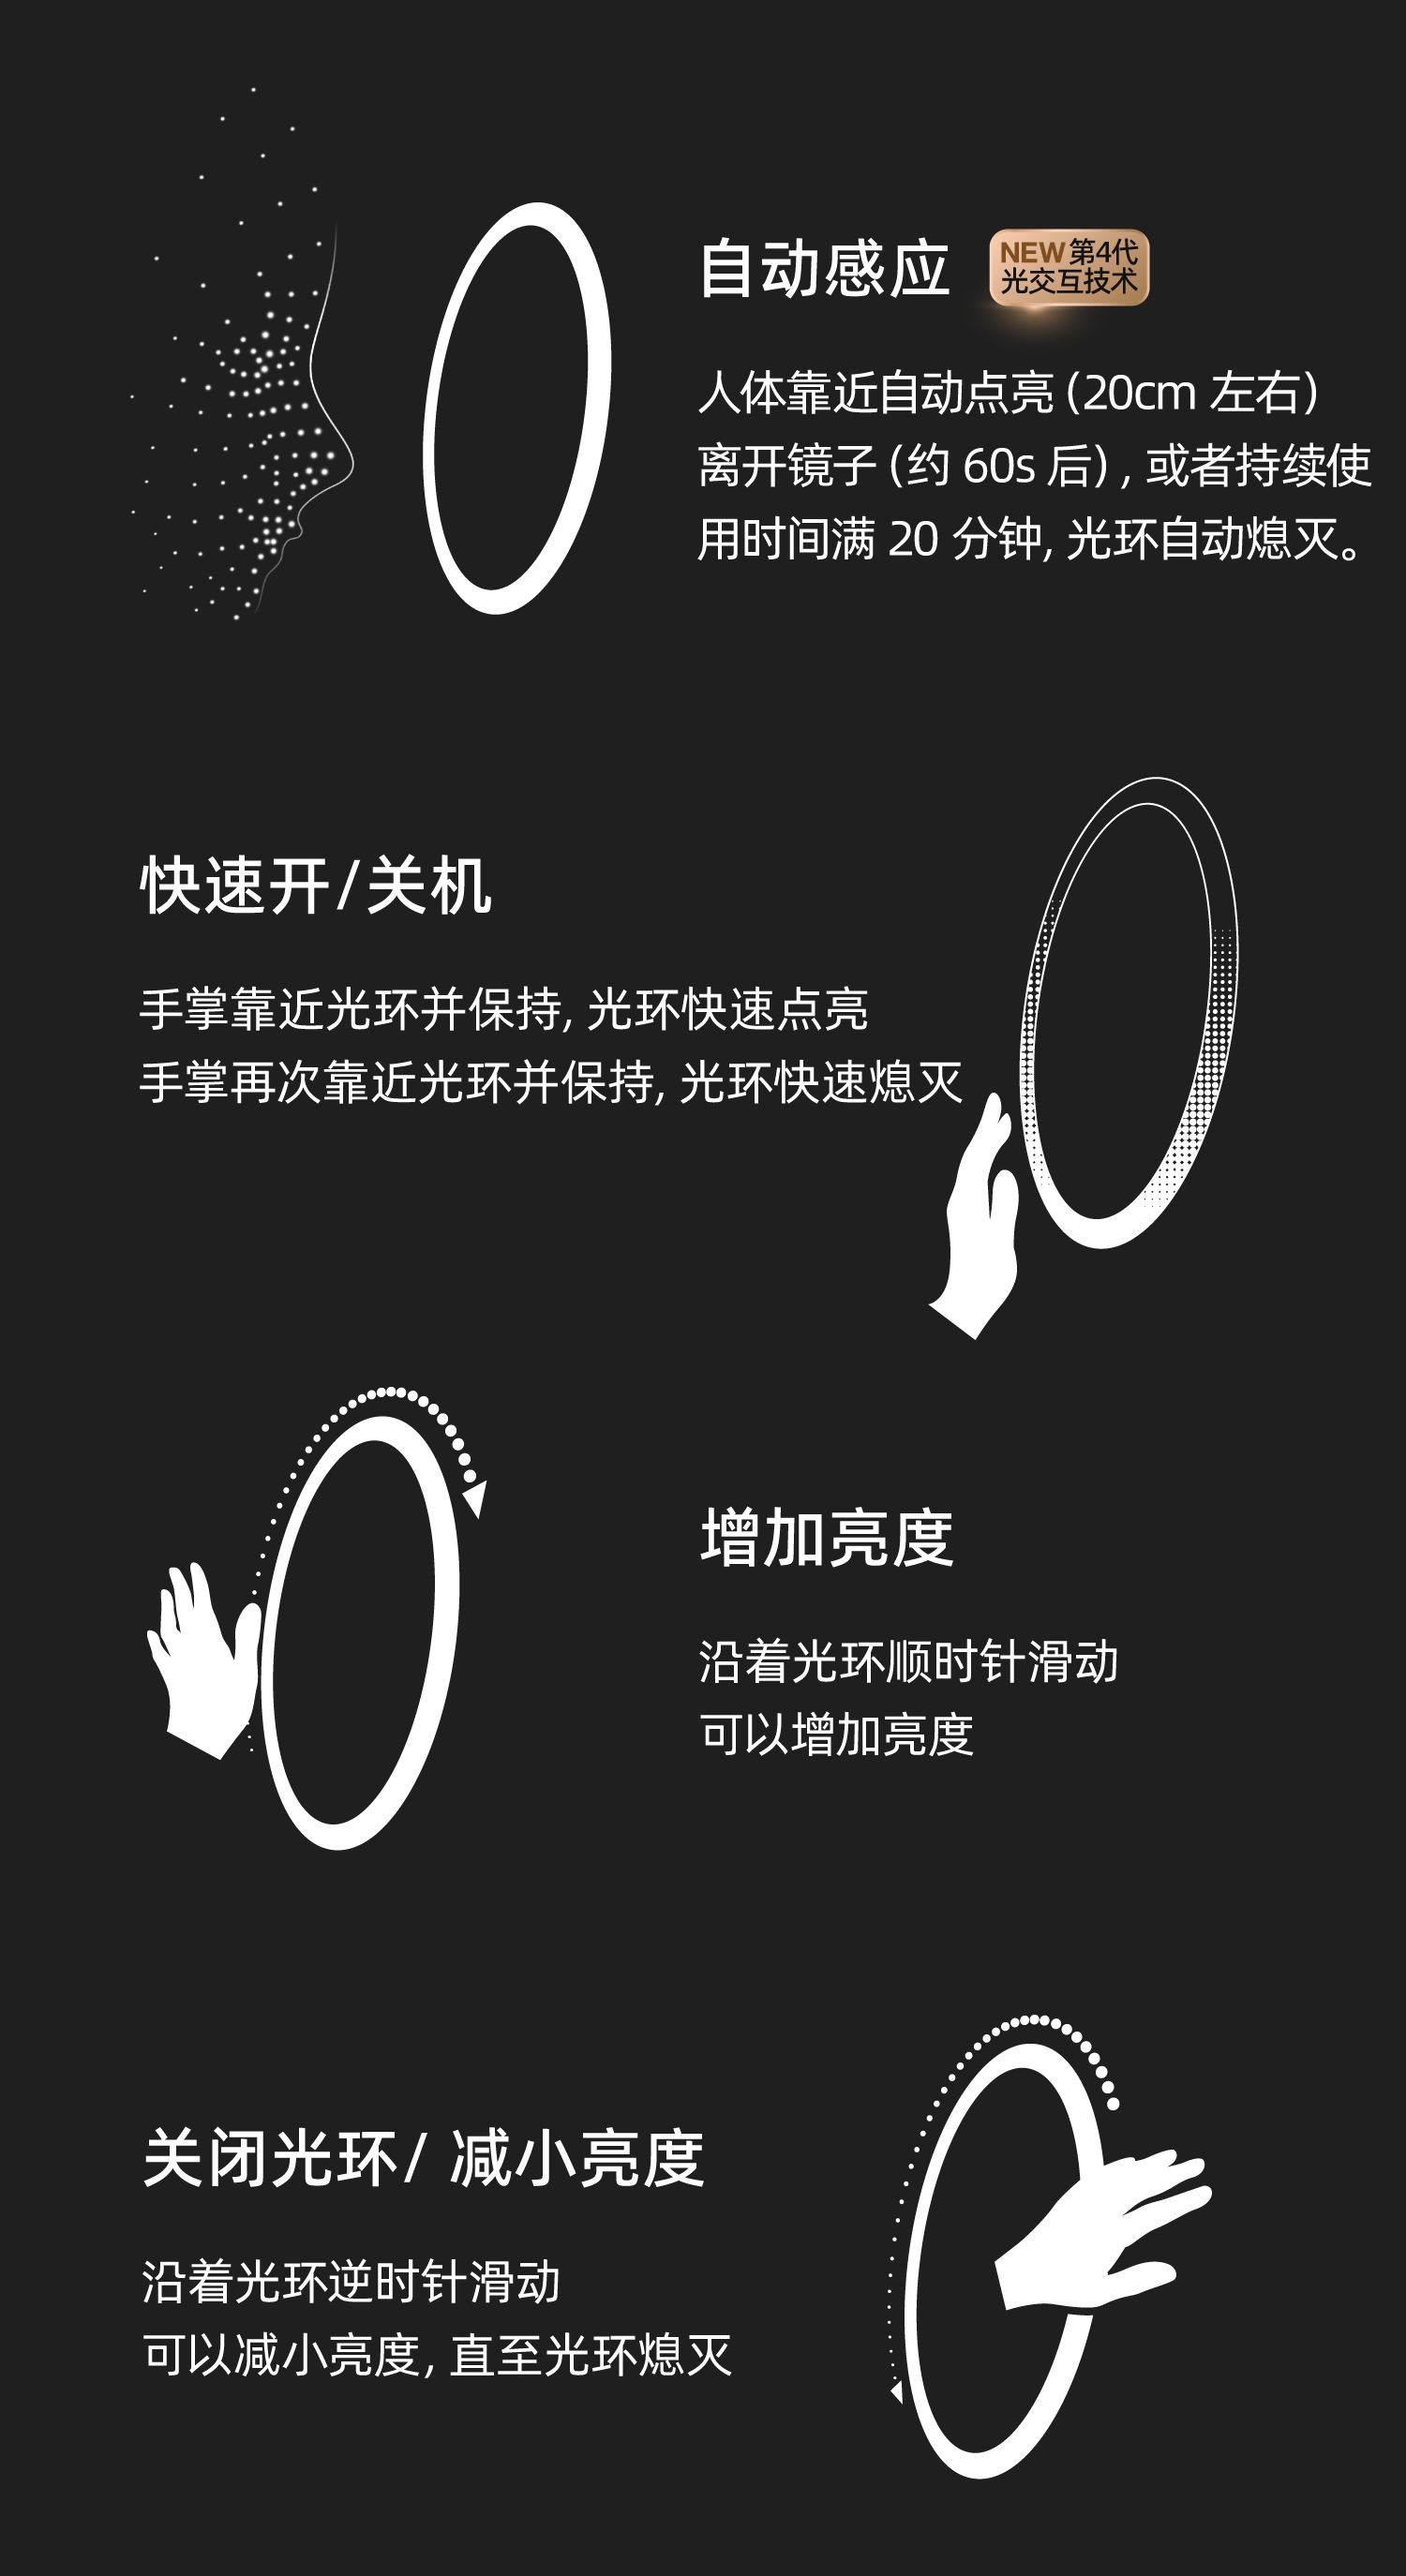 自动感应
NEW 第4代
光交互技术
人体靠近自动点亮 (20cm 左右)
离开镜子 (约 60s 后) , 或者持续使
用时间满 20 分钟, 光环自动熄灭。
快速开/关机
手掌靠近光环并保持, 光环快速点亮
手掌再次靠近光环并保持, 光环快速熄灭
增加亮度
沿着光环顺时针滑动
可以增加亮度
关闭光环/ 减小亮度
沿着光环逆时针滑动
可以减小亮度, 直至光环熄灭